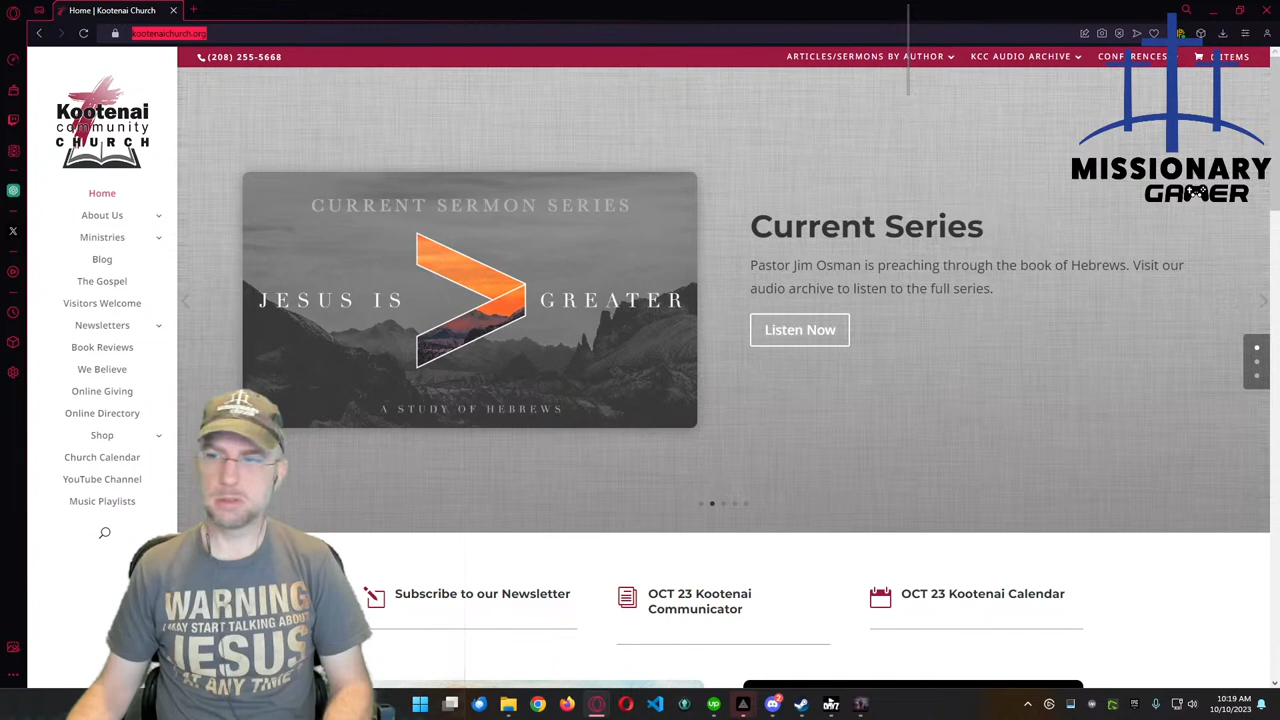 Home | Kootenai Church
kootenaichurch.org
(208) 255-5668
ARTICLES/SERMONS BY AUTHOR
KCC AUDIO ARCHIVE
CONFERENCES
ITEMS
Kootenai
community
CHURCH
MISSIONARY
GAMER
Home
About Us
Ministries
Blog
The Gospel
Visitors Welcome
Newsletters
Book Reviews
We Believe
Online Giving
Online Directory
Shop
Church Calendar
YouTube Channel
Music Playlists
CURRENT SERMON SERIES
JESUS IS GREATER
A STUDY OF HEBREWS
Current Series
Pastor Jim Osman is preaching through the book of Hebrews. Visit our
audio archive to listen to the full series.
Listen Now
WARNING
I MAY START TALKING ABOUT
JESUS
AT ANY TIME
Subscribe to our Newsletter
OCT 23 Kootenai
Communicator
OCT 23 Kootenai Calendar
10:19 AM
10/10/2023